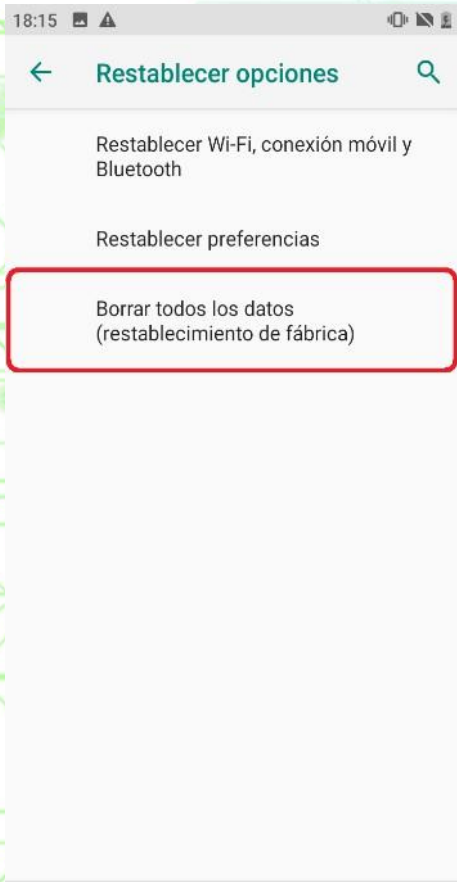 18:15
Restablecer opciones
Restablecer Wi-Fi, conexión móvil y
Bluetooth
Restablecer preferencias
Borrar todos los datos
(restablecimiento de fábrica)